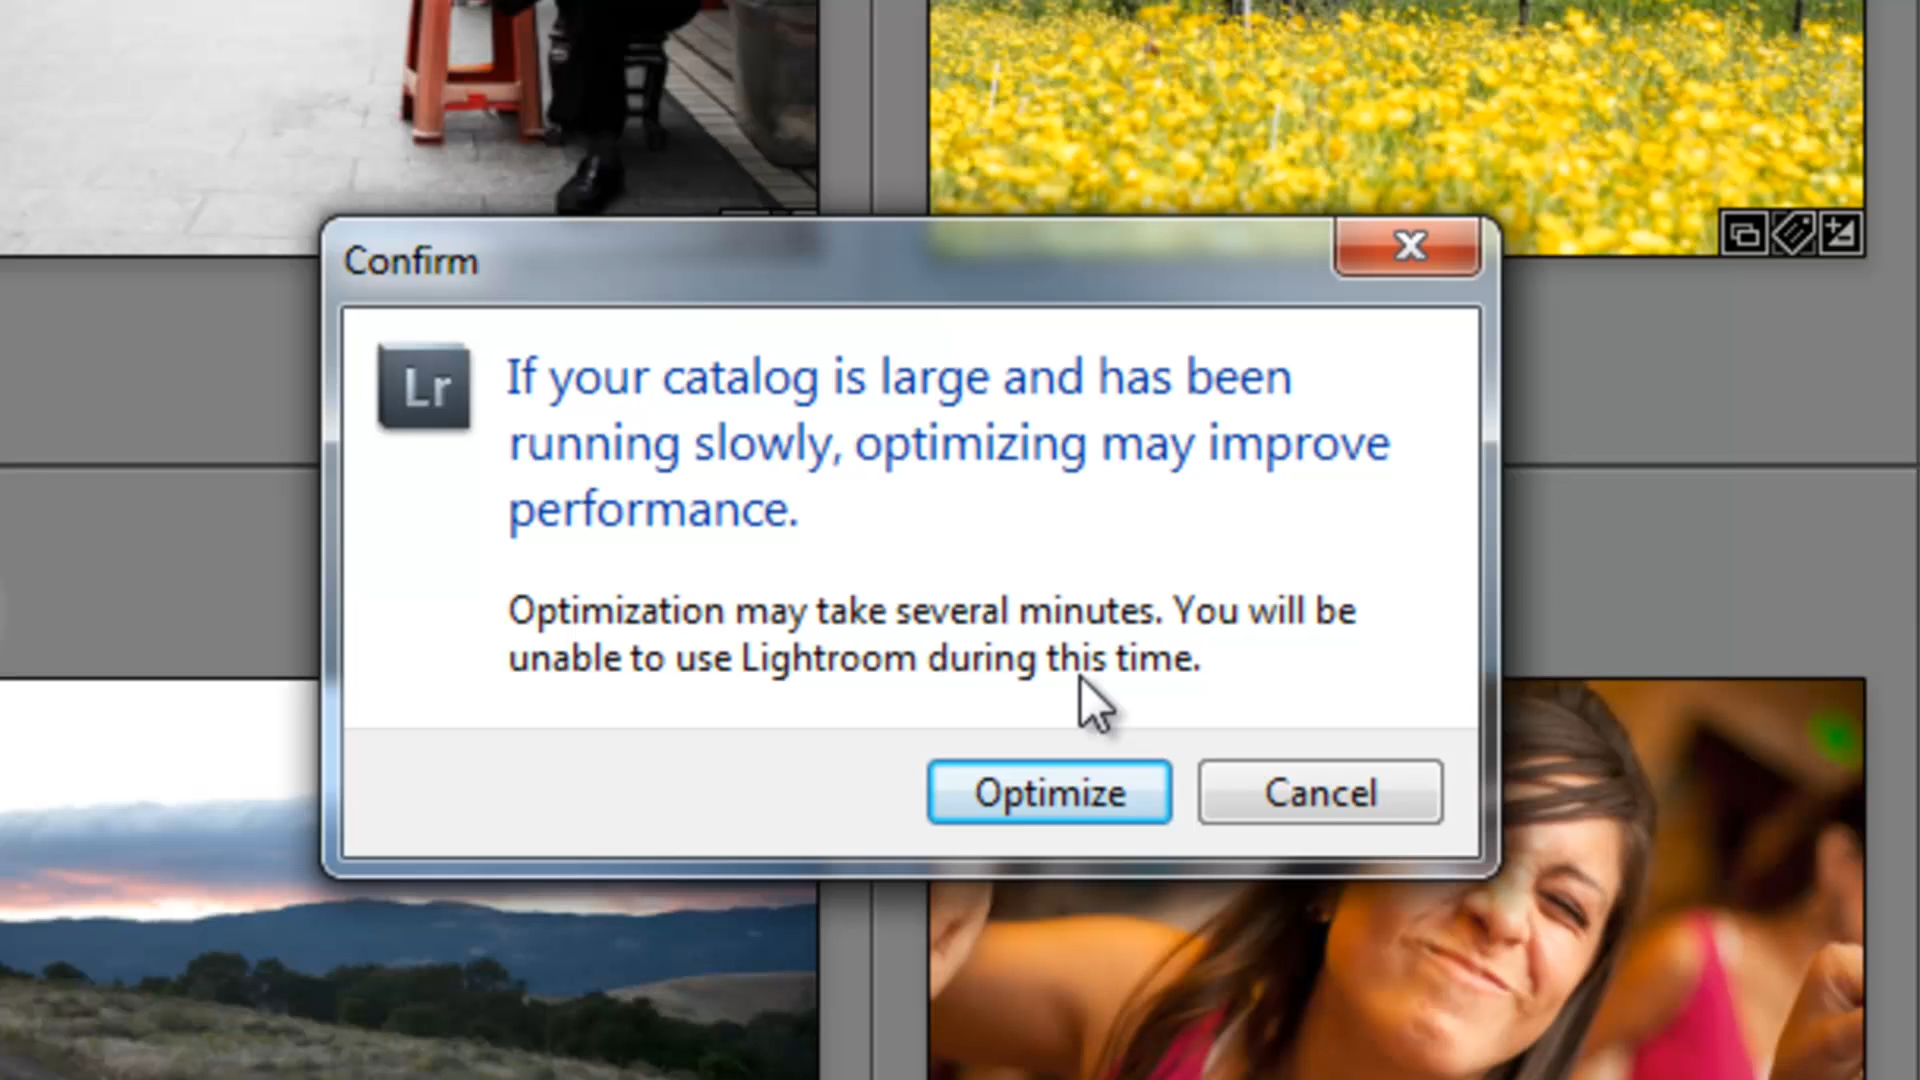 Confirm
Lr
If your catalog is large and has been
running slowly, optimizing may improve
performance.
Optimization may take several minutes. You will be
unable to use Lightroom during this time.
Optimize
Cancel